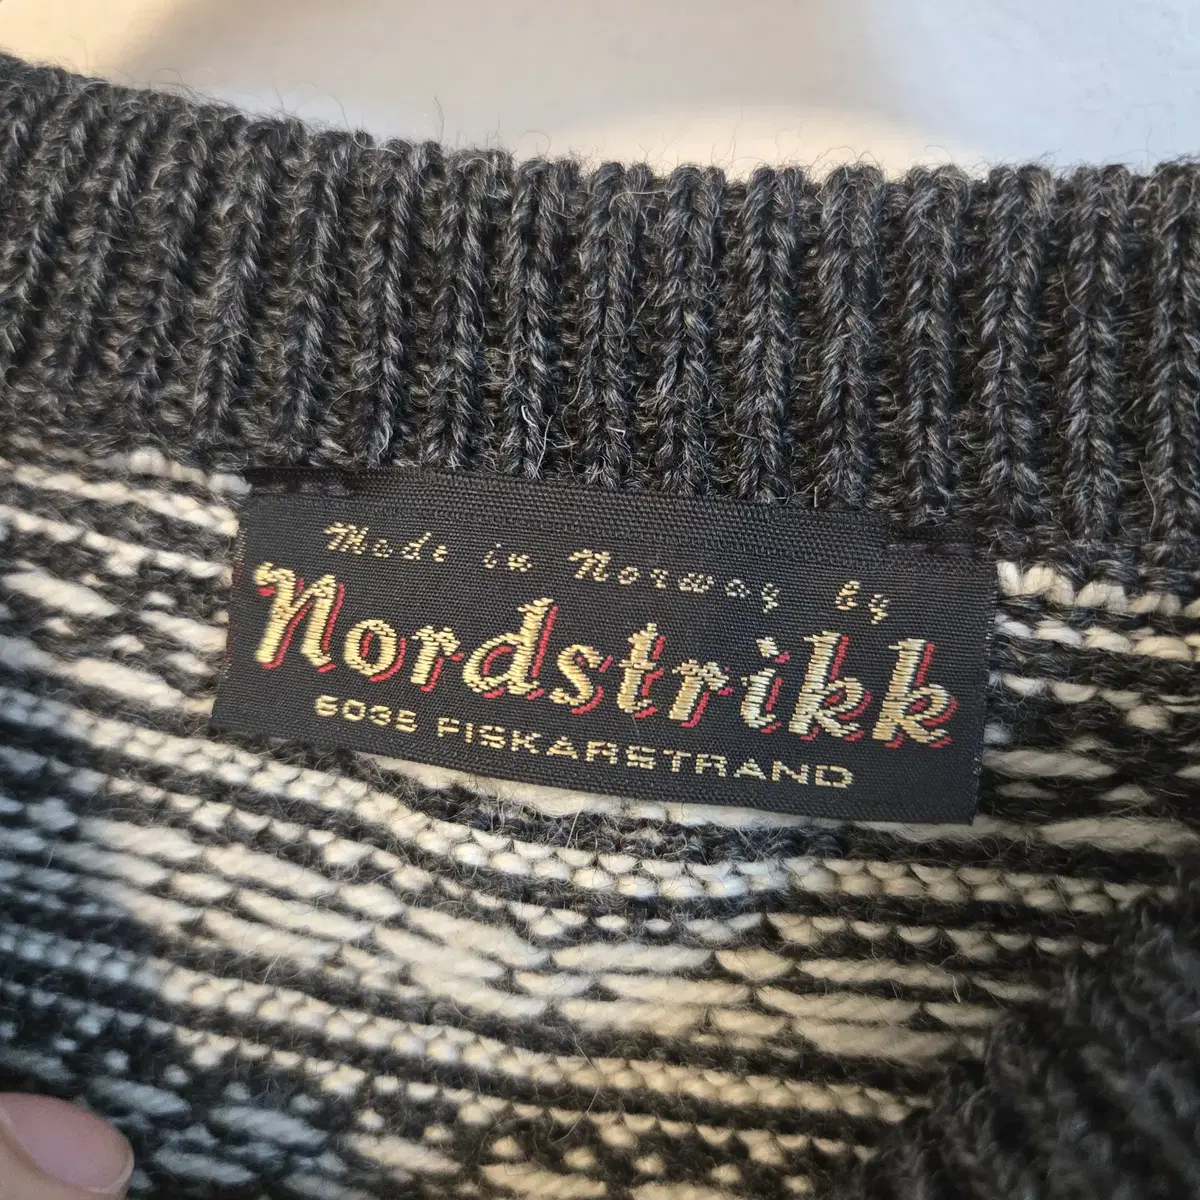 Made in Norway by
Nordstrikk
6035 FISKARSTRAND